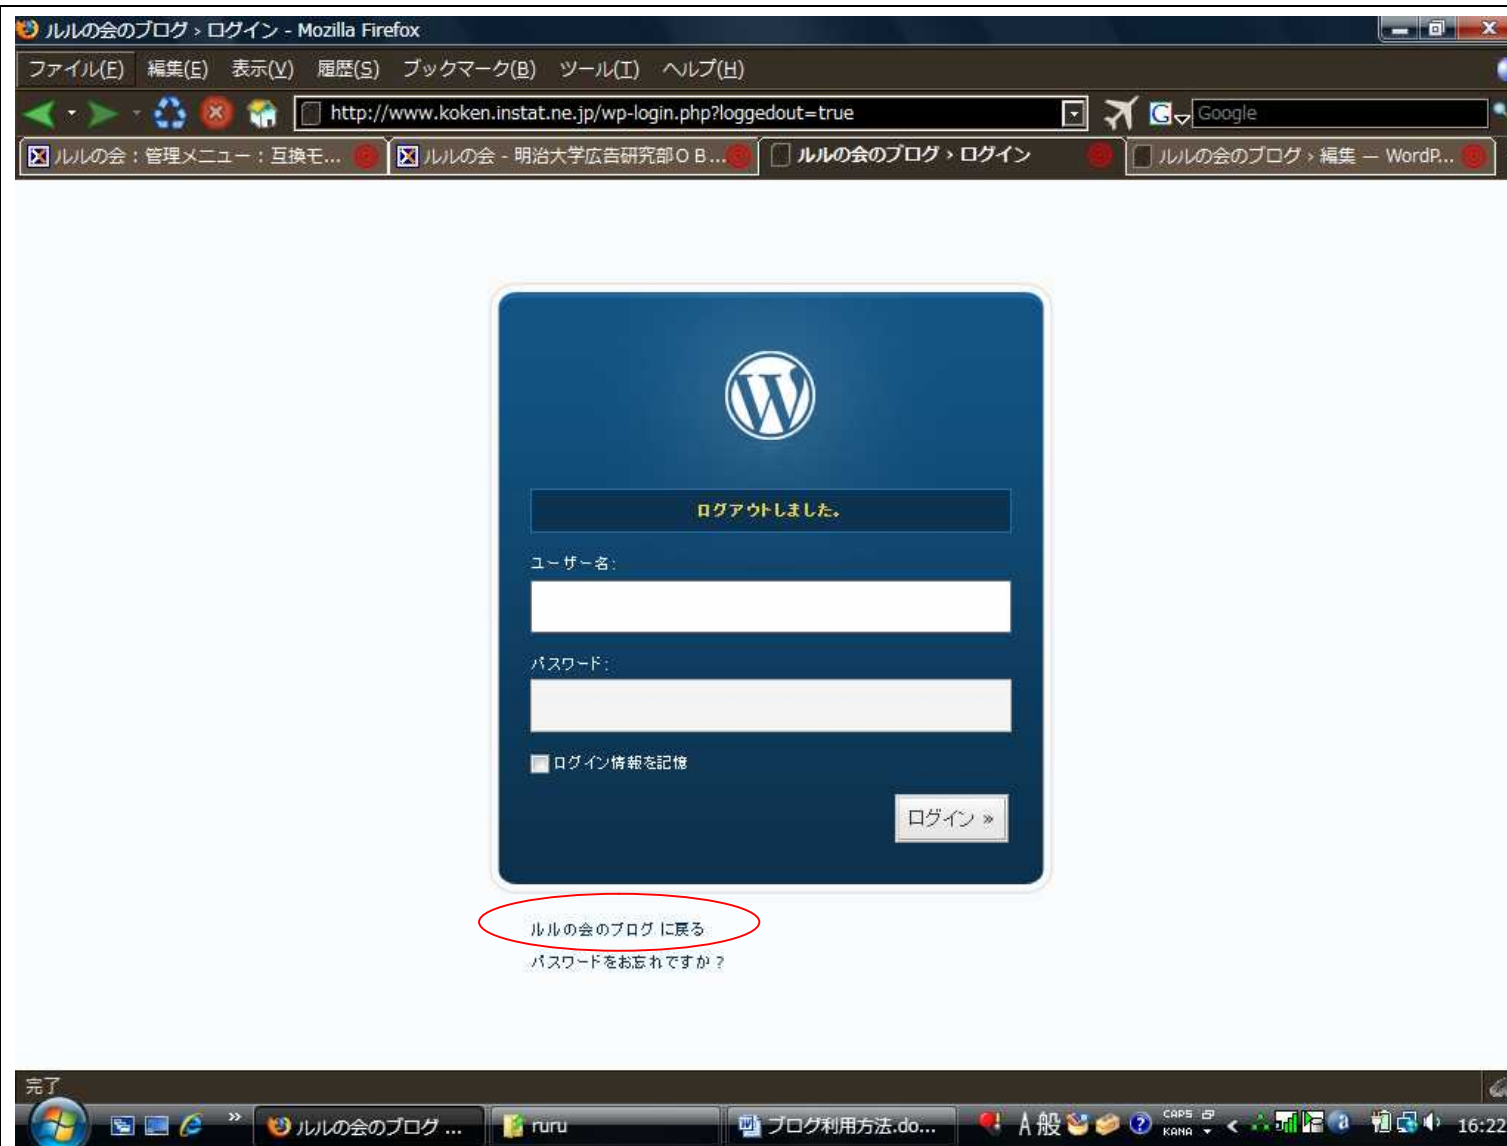 ルルの会のブログ › ログイン - Mozilla Firefox
ファイル(F) 編集(E) 表示(V) 履歴(S) ブックマーク(B) ツール(T) ヘルプ(H)
http://www.koken.instat.ne.jp/wp-login.php?loggedout=true
G Google
ルルの会：管理メニュー：互換モ... ルルの会 - 明治大学広告研究部ＯＢ... ルルの会のブログ › ログイン ルルの会のブログ › 編集 — WordP...
ログアウトしました。
ユーザー名:
パスワード:
ログイン情報を記憶
ログイン »
ルルの会のブログ に戻る
パスワードをお忘れですか ?
完了
ルルの会のブログ ... ruru ブログ利用方法.do... A 般 CAPS KANA 16:22